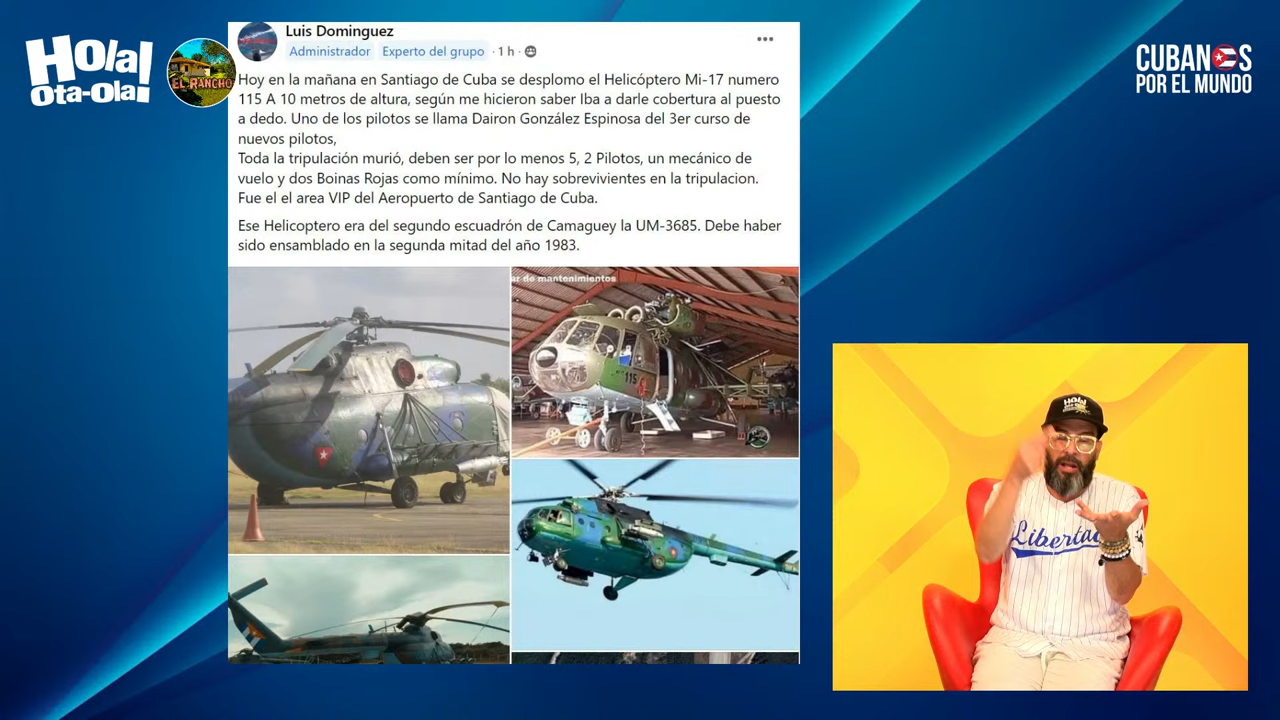 Hola!
Ota-Ola!
EL RANCHO
CUBANOS
POR EL MUNDO
Luis Dominguez
Administrador Experto del grupo · 1 h ·
Hoy en la mañana en Santiago de Cuba se desplomo el Helicóptero Mi-17 numero
115 A 10 metros de altura, según me hicieron saber Iba a darle cobertura al puesto
a dedo. Uno de los pilotos se llama Dairon González Espinosa del 3er curso de
nuevos pilotos,
Toda la tripulación murió, deben ser por lo menos 5, 2 Pilotos, un mecánico de
vuelo y dos Boinas Rojas como mínimo. No hay sobrevivientes en la tripulacion.
Fue el el area VIP del Aeropuerto de Santiago de Cuba.
Ese Helicoptero era del segundo escuadrón de Camaguey la UM-3685. Debe haber
sido ensamblado en la segunda mitad del año 1983.
ar de mantenimientos
115
Hola!
Libertad